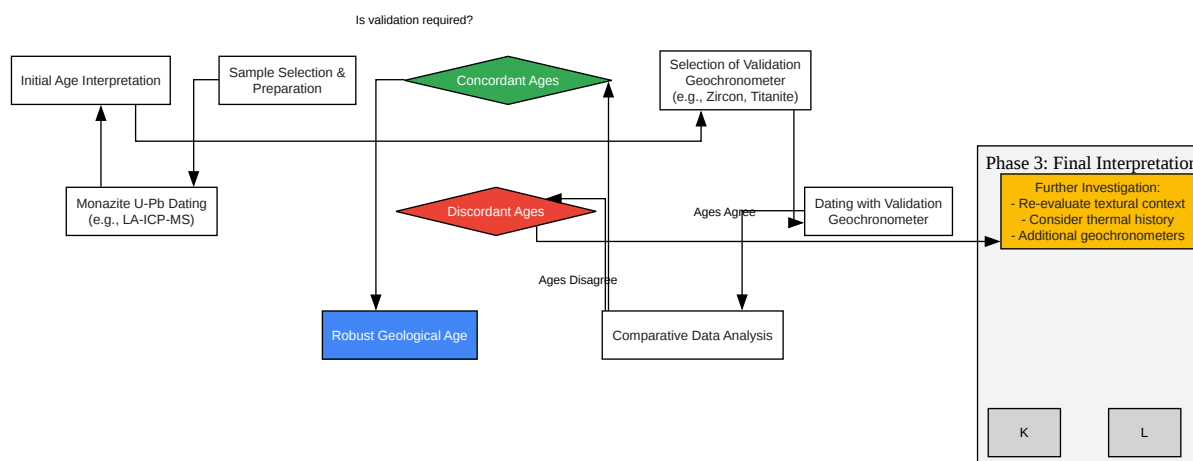 Is validation required?
Initial Age Interpretation
Sample Selection &
Preparation
Concordant Ages
Selection of Validation
Geochronometer
(e.g., Zircon, Titanite)
Phase 3: Final Interpretation
Further Investigation:
- Re-evaluate textural context
- Consider thermal history
- Additional geochronometers
Monazite U-Pb Dating
(e.g., LA-ICP-MS)
Discordant Ages
Ages Agree
Dating with Validation
Geochronometer
Ages Disagree
Robust Geological Age
Comparative Data Analysis
K
L